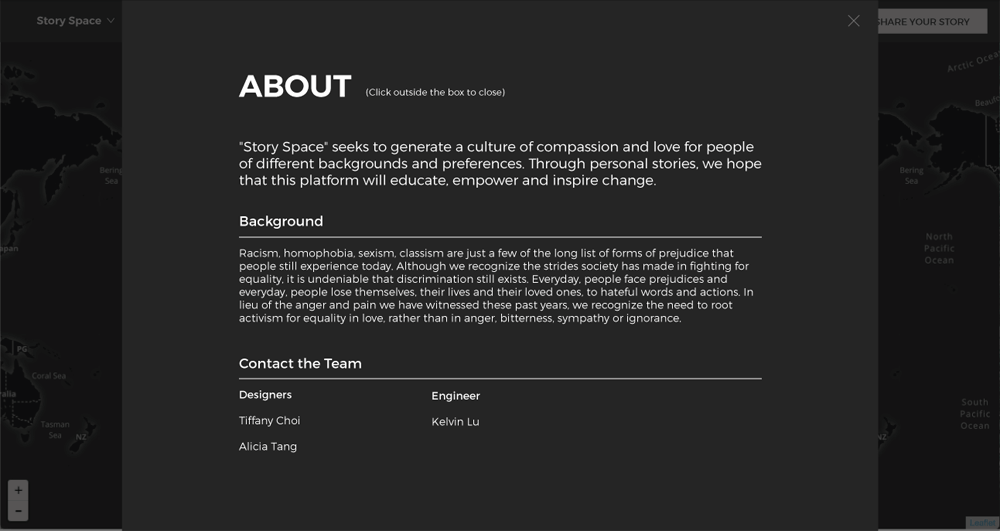 Story Space
SHARE YOUR STORY
ABOUT (Click outside the box to close)
"Story Space" seeks to generate a culture of compassion and love for people
of different backgrounds and preferences. Through personal stories, we hope
that this platform will educate, empower and inspire change.
Background
Racism, homophobia, sexism, classism are just a few of the long list of forms of prejudice that
people still experience today. Although we recognize the strides society has made in fighting for
equality, it is undeniable that discrimination still exists. Everyday, people face prejudices and
everyday, people lose themselves, their lives and their loved ones, to hateful words and actions. In
lieu of the anger and pain we have witnessed these past years, we recognize the need to root
activism for equality in love, rather than in anger, bitterness, sympathy or ignorance.
Contact the Team
Designers
Tiffany Choi
Alicia Tang
Engineer
Kelvin Lu
Bering
Sea
apan
PG
Coral Sea
ralia
Tasman
Sea
NZ
+
-
Arctic Oce
Beaufo
Bering
Sea
North
Pacific
Ocean
South
Pacific
Ocean
NZ
Leaflet